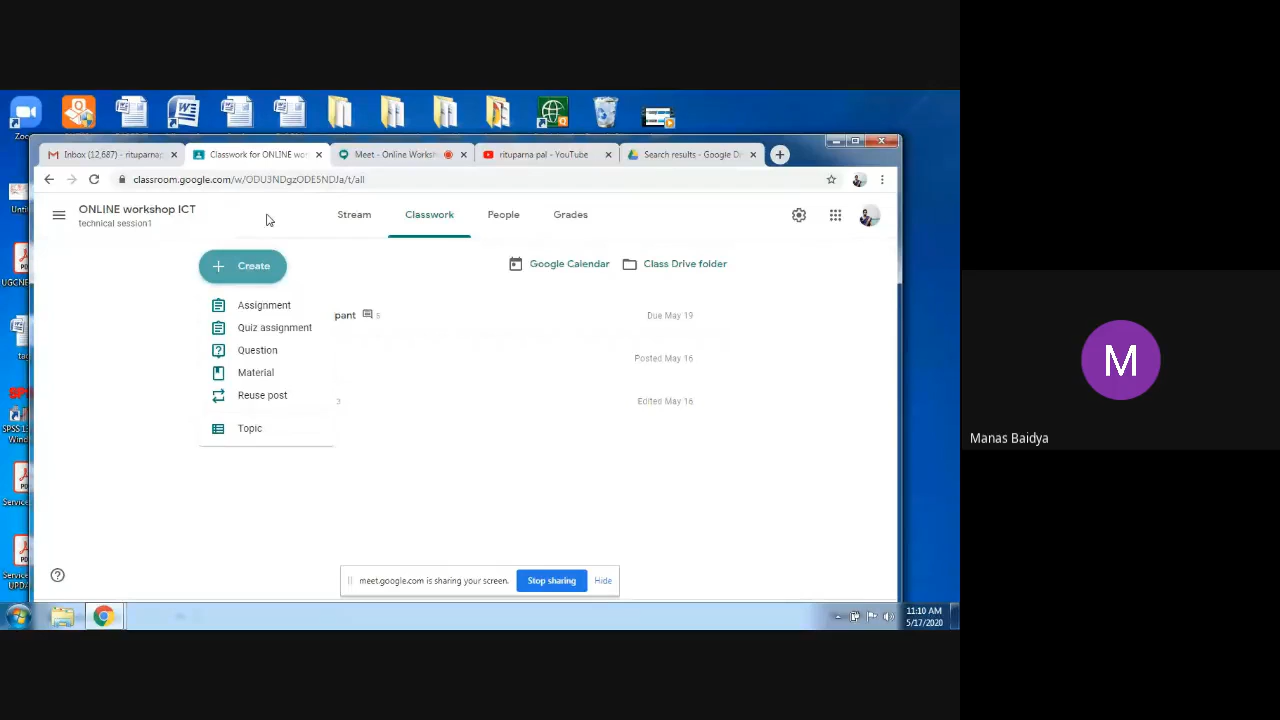 Inbox (12,687) - rituparna
Classwork for ONLINE wo
Meet - Online Worksh
rituparna pal - YouTube
Search results - Google Dr
classroom.google.com/w/ODU3NDgzODE5NDJa/t/all
ONLINE workshop ICT
technical session1
Stream
Classwork
People
Grades
Create
Google Calendar
Class Drive folder
Assignment
pant 5
Due May 19
Quiz assignment
Question
Posted May 16
Material
Reuse post
Edited May 16
Topic
meet.google.com is sharing your screen.
Stop sharing
Hide
11:10 AM
5/17/2020
M
Manas Baidya